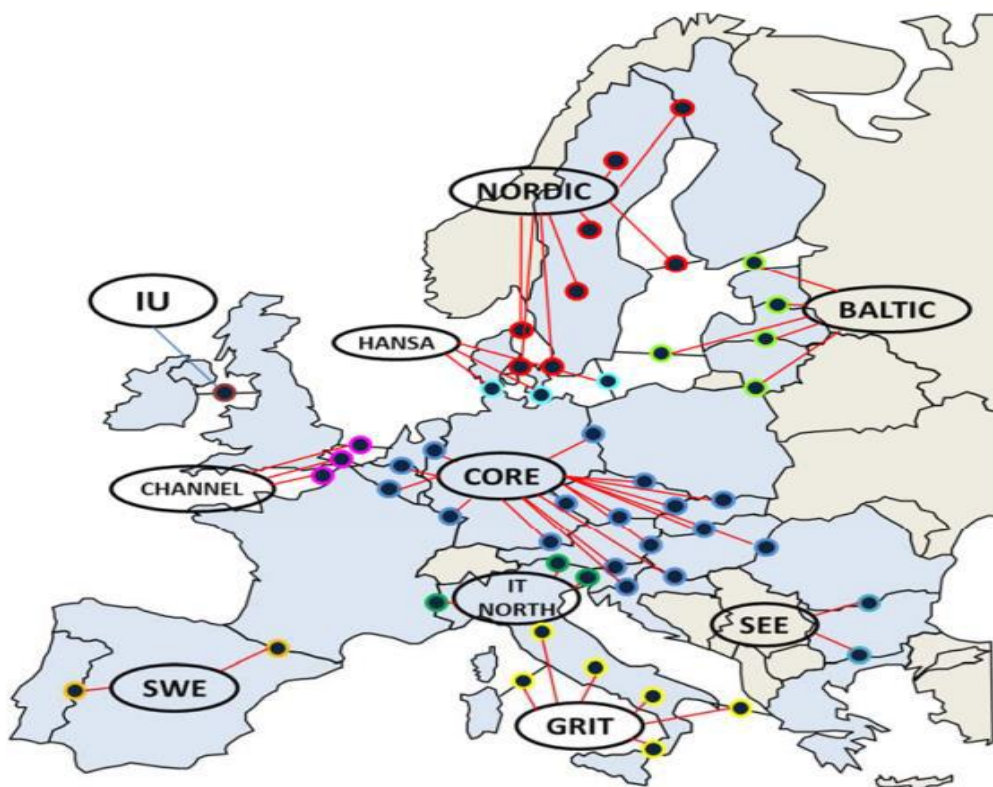 NORDIC
IU
BALTIC
HANSA
CORE
CHANNEL
IT
NORTH
SEE
SWE
GRIT